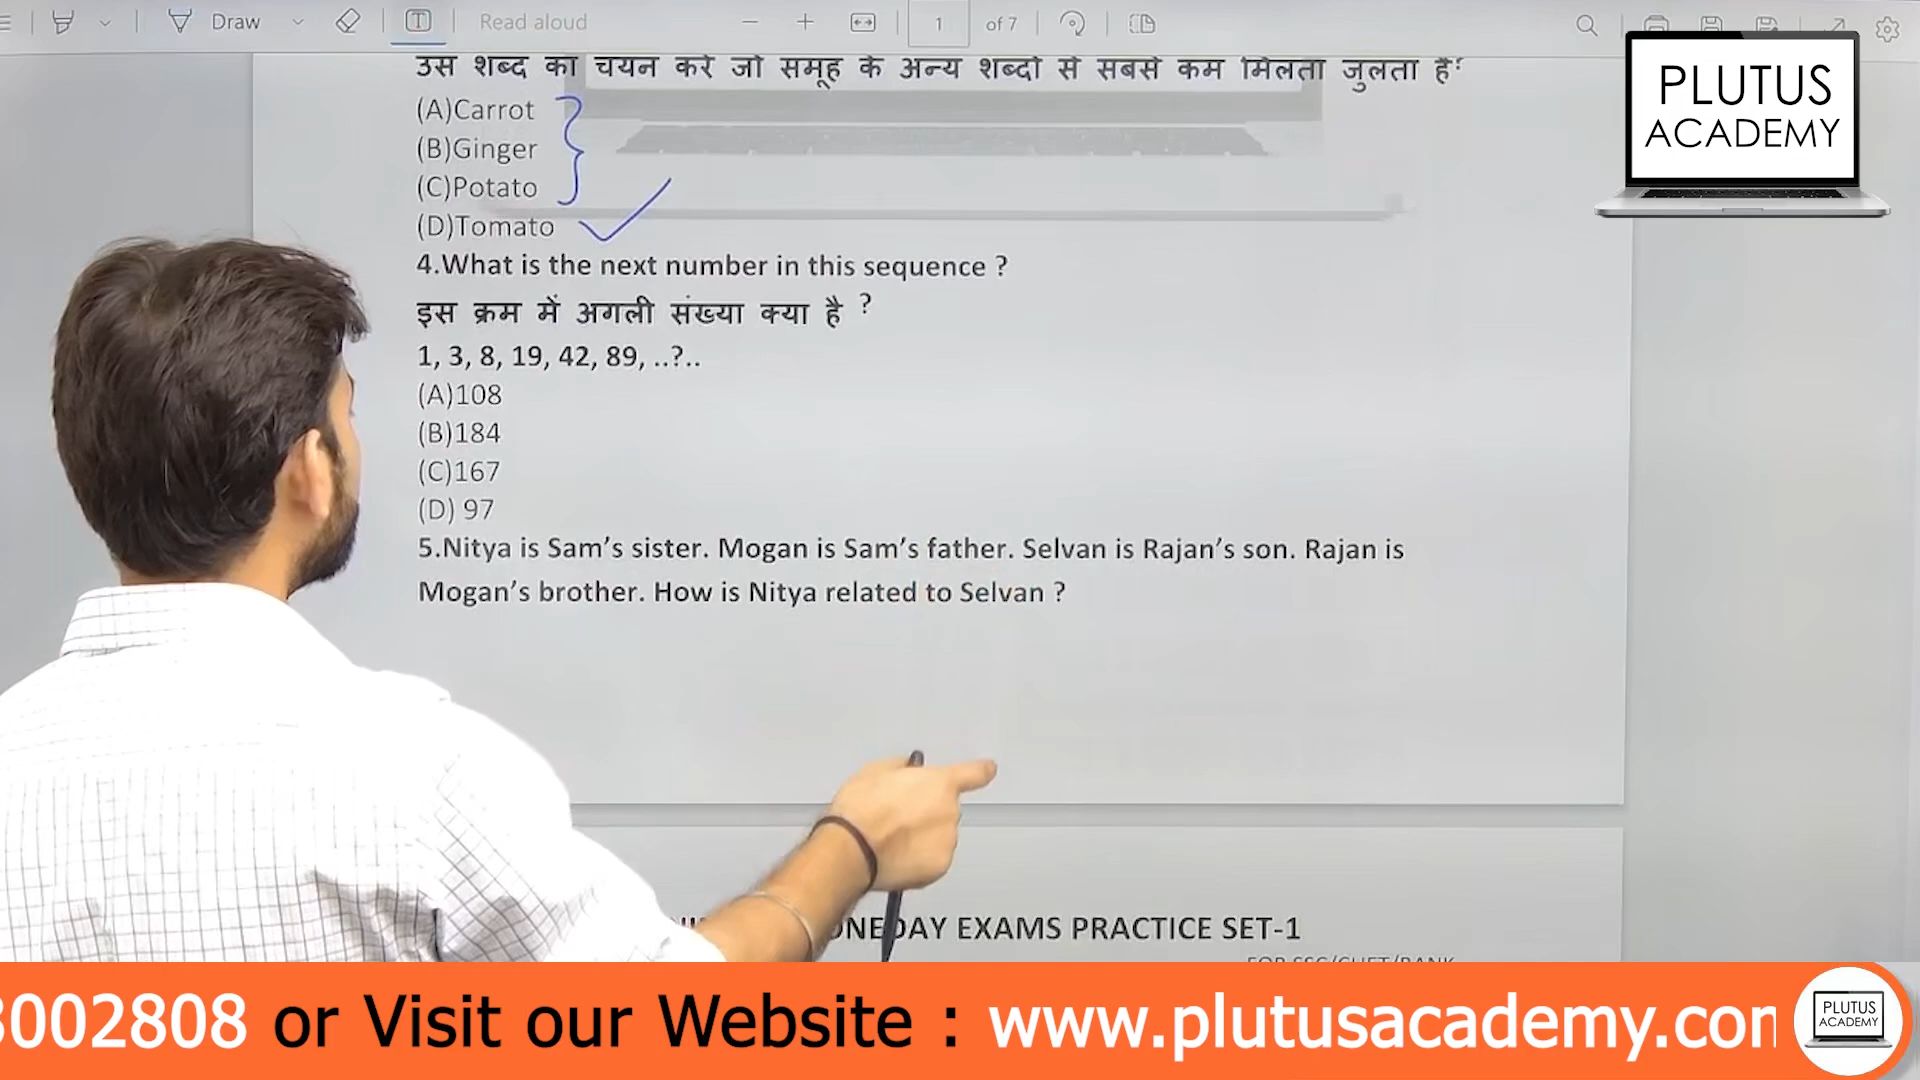 Draw
Read aloud
1 of 7
PLUTUS
ACADEMY
उस शब्द का चयन करें जो समूह के अन्य शब्दों से सबसे कम मिलता जुलता है?
(A)Carrot
(B)Ginger
(C)Potato
(D)Tomato
4.What is the next number in this sequence ?
इस क्रम में अगली संख्या क्या है ?
1, 3, 8, 19, 42, 89, ..?..
(A)108
(B)184
(C)167
(D) 97
5.Nitya is Sam's sister. Mogan is Sam's father. Selvan is Rajan's son. Rajan is
Mogan's brother. How is Nitya related to Selvan ?
DAY EXAMS PRACTICE SET-1
3002808 or Visit our Website : www.plutusacademy.com
PLUTUS
ACADEMY